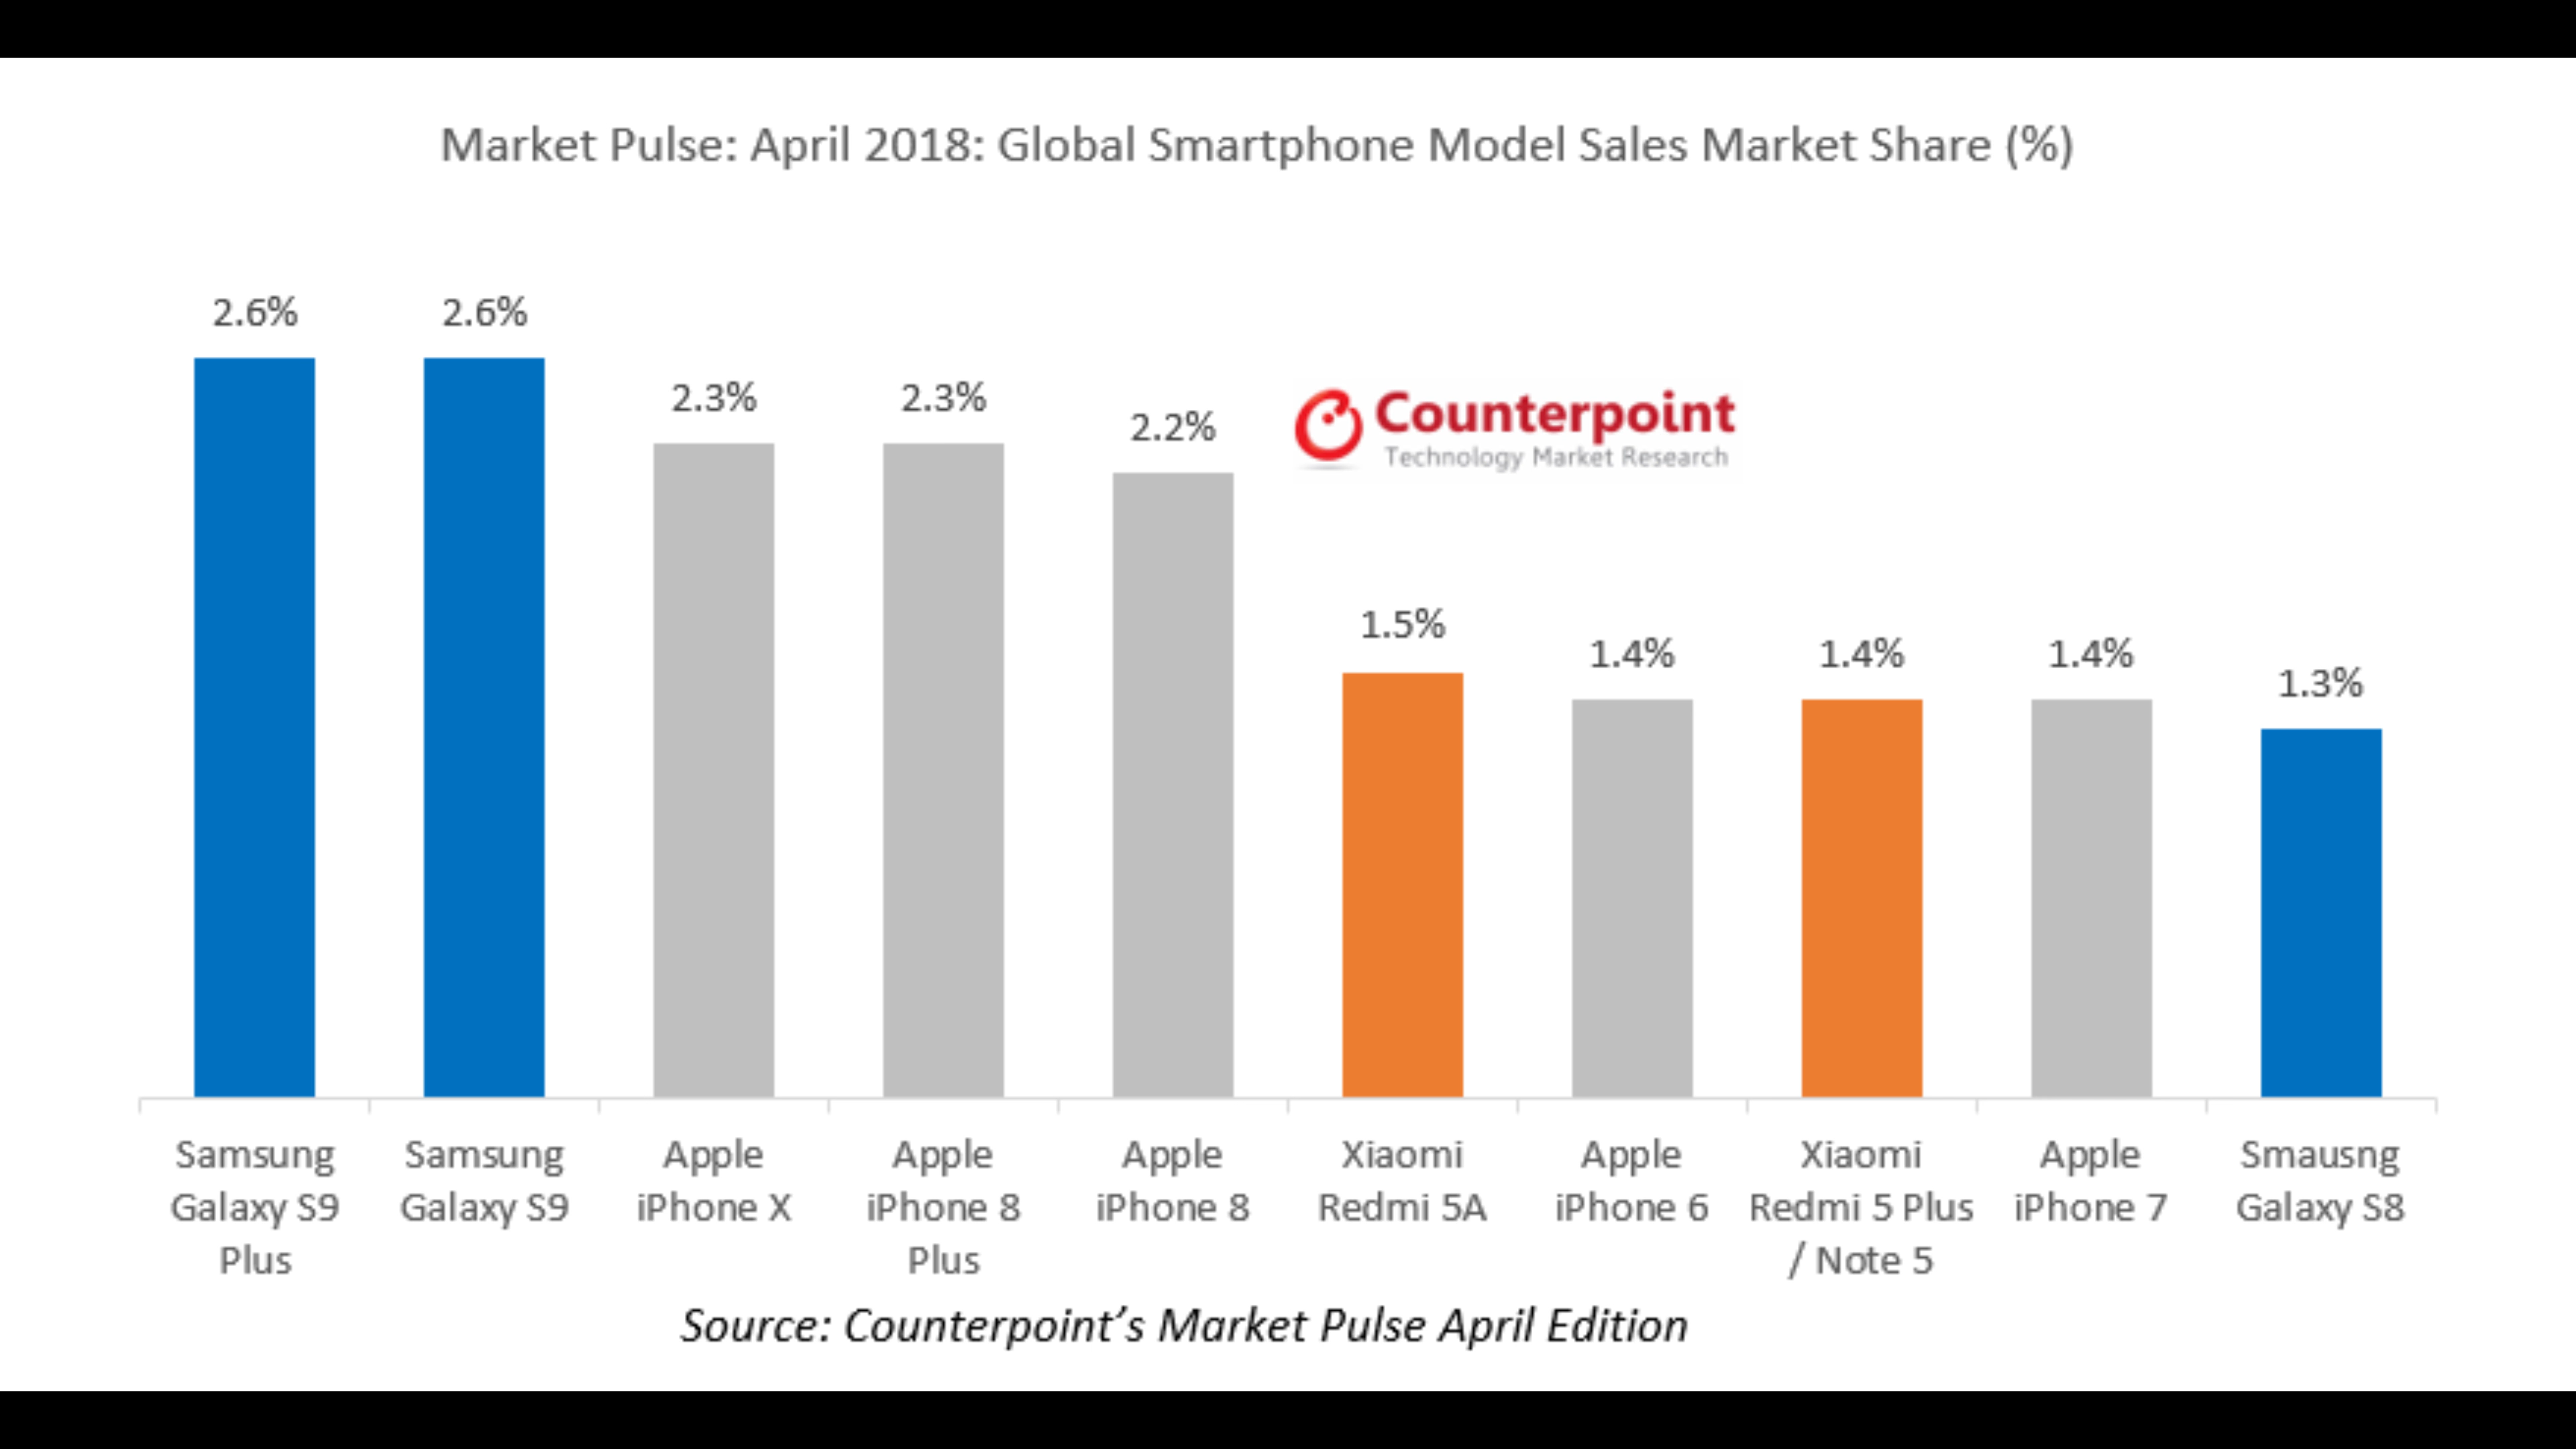 Market Pulse: April 2018: Global Smartphone Model Sales Market Share (%)
2.6%
2.6%
2.3%
2.3%
2.2%
1.5%
1.4%
1.4%
1.4%
1.3%
Counterpoint
Technology Market Research
Samsung
Galaxy S9
Plus
Samsung
Galaxy S9
Apple
iPhone X
Apple
iPhone 8
Plus
Apple
iPhone 8
Xiaomi
Redmi 5A
Apple
iPhone 6
Xiaomi
Redmi 5 Plus
/ Note 5
Apple
iPhone 7
Smausng
Galaxy S8
Source: Counterpoint’s Market Pulse April Edition